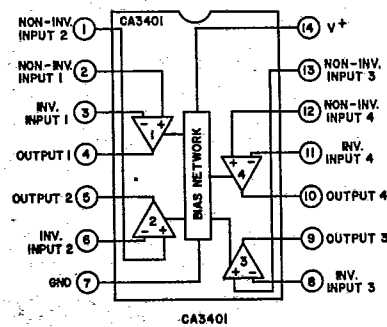 CA3401
NON-INV.
INPUT 2
1
NON-INV.
INPUT 1
2
INV.
INPUT 1
3
OUTPUT 1
4
OUTPUT 2
5
INV.
INPUT 2
6
GND
7
- +
1
2
- +
BIAS NETWORK
+ -
4
3
+ -
14
V+
13
NON-INV.
INPUT 3
12
NON-INV.
INPUT 4
11
INV.
INPUT 4
10
OUTPUT 4
9
OUTPUT 3
8
INV.
INPUT 3
CA3401